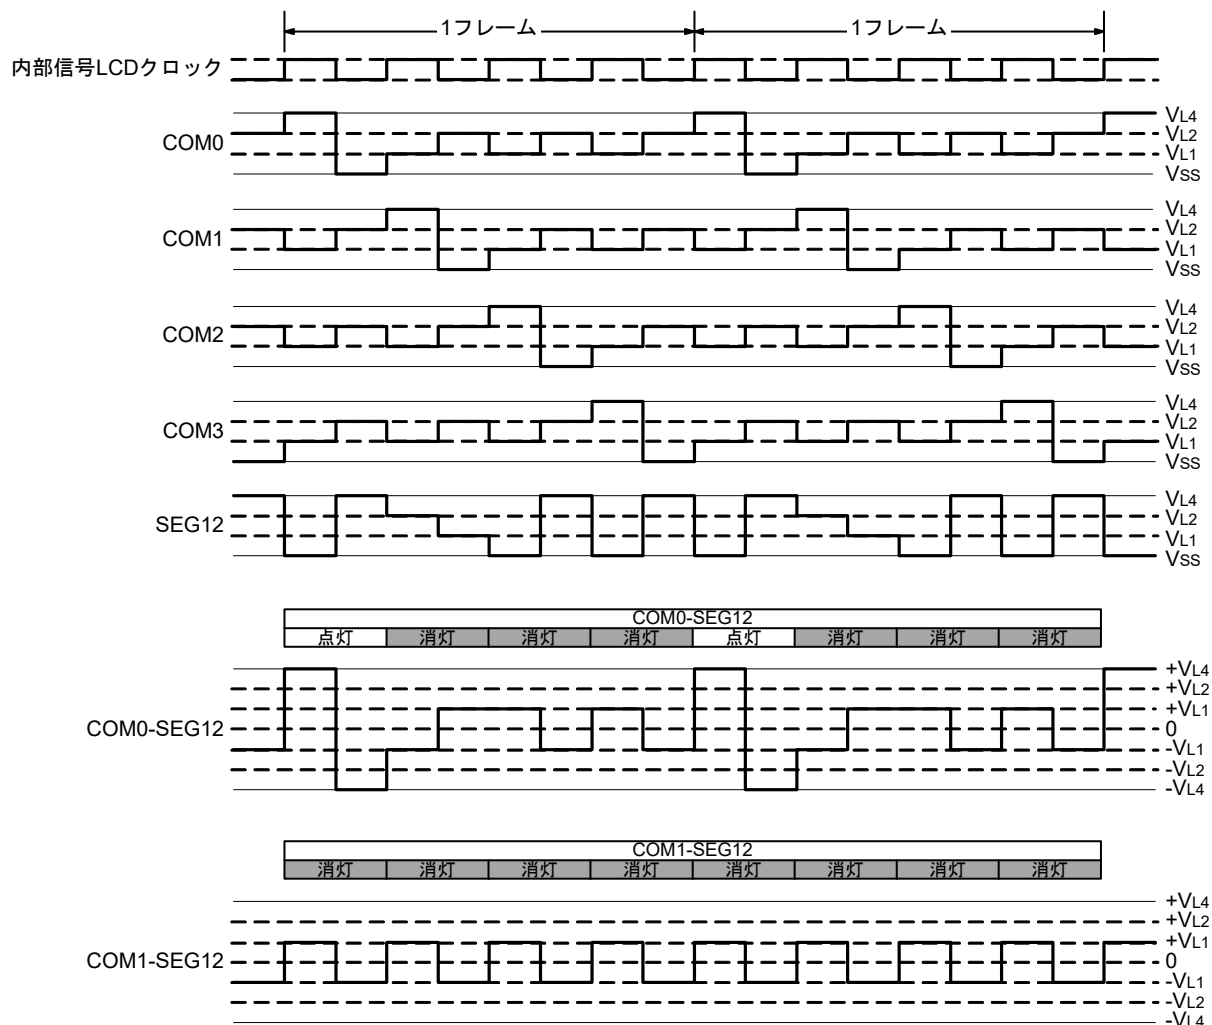 1フレーム 1フレーム
内部信号LCDクロック
COM0
VL4
VL2
VL1
VSS
COM1
VL4
VL2
VL1
VSS
COM2
VL4
VL2
VL1
VSS
COM3
VL4
VL2
VL1
VSS
SEG12
VL4
VL2
VL1
VSS
COM0-SEG12
点灯 消灯 消灯 消灯 点灯 消灯 消灯 消灯
COM0-SEG12
+VL4
+VL2
+VL1
0
-VL1
-VL2
-VL4
COM1-SEG12
消灯 消灯 消灯 消灯 消灯 消灯 消灯 消灯
COM1-SEG12
+VL4
+VL2
+VL1
0
-VL1
-VL2
-VL4